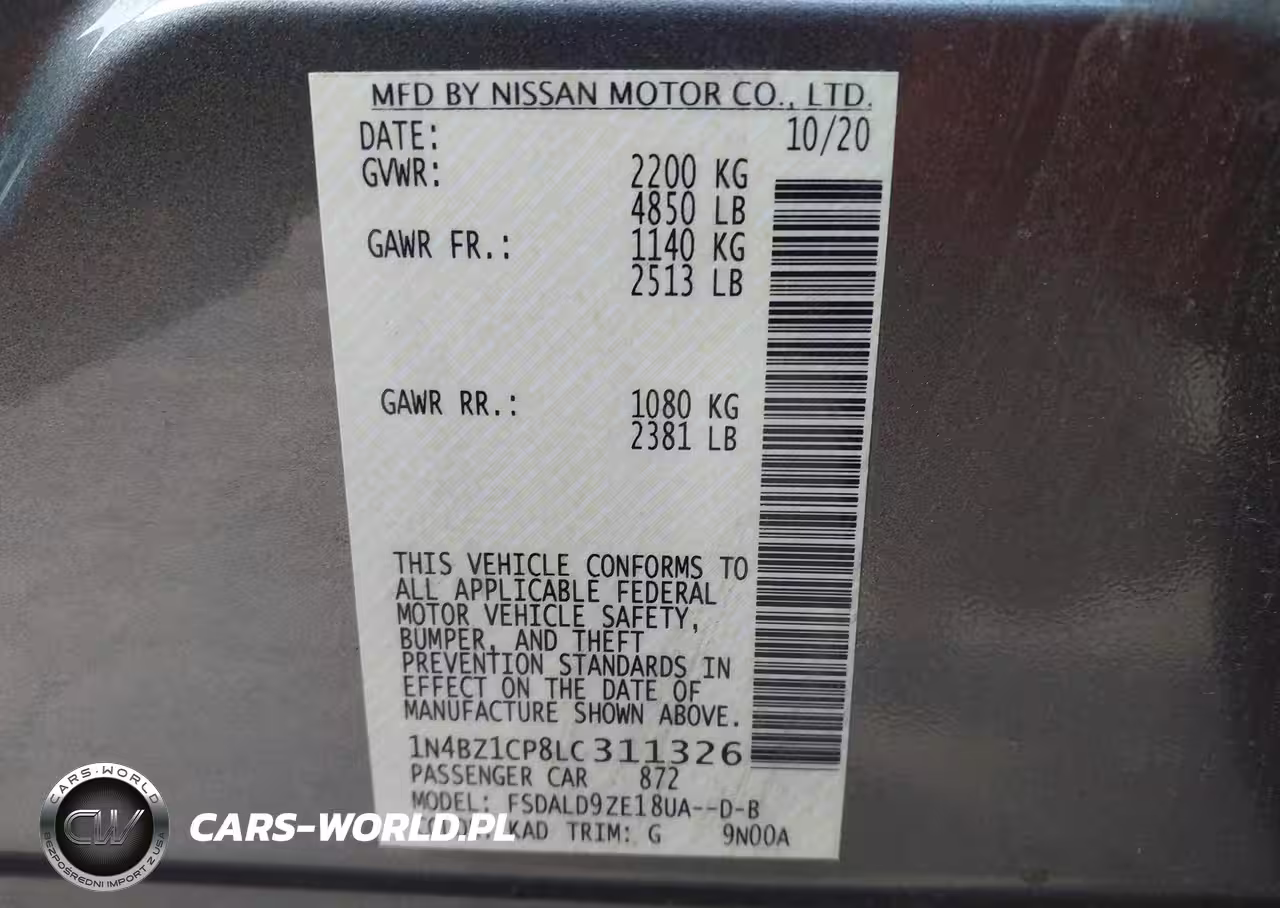 MFD BY NISSAN MOTOR CO., LTD.
DATE: 10/20
GVWR: 2200 KG
4850 LB
GAWR FR.: 1140 KG
2513 LB
GAWR RR.: 1080 KG
2381 LB
THIS VEHICLE CONFORMS TO
ALL APPLICABLE FEDERAL
MOTOR VEHICLE SAFETY,
BUMPER, AND THEFT
PREVENTION STANDARDS IN
EFFECT ON THE DATE OF
MANUFACTURE SHOWN ABOVE.
1N4BZ1CP8LC311326
PASSENGER CAR 872
MODEL: FSDALD9ZE18UA--D-B
KAD TRIM: G 9N00A
CARS-WORLD
CW
BEZPOŚREDNI IMPORT Z USA
CARS-WORLD.PL